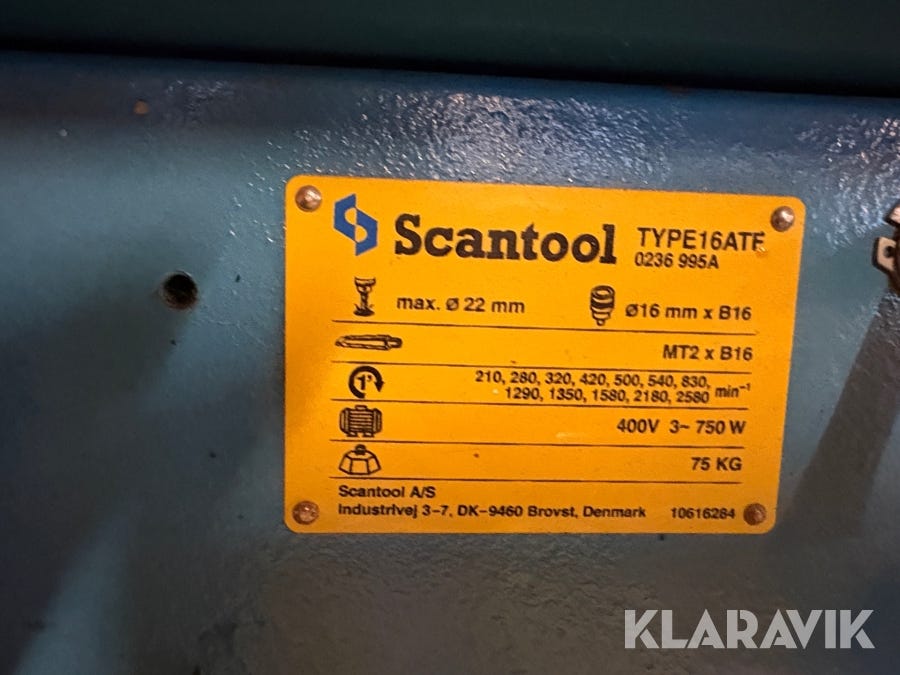 Scantool
TYPE16ATF
0236 995A
max. Ø 22 mm
Ø16 mm x B16
MT2 x B16
1'
210, 280, 320, 420, 500, 540, 830,
1290, 1350, 1580, 2180, 2580 min⁻¹
400V 3~ 750 W
75 KG
Scantool A/S
Industrivej 3-7, DK-9460 Brovst, Denmark 10616284
KLARAVIK